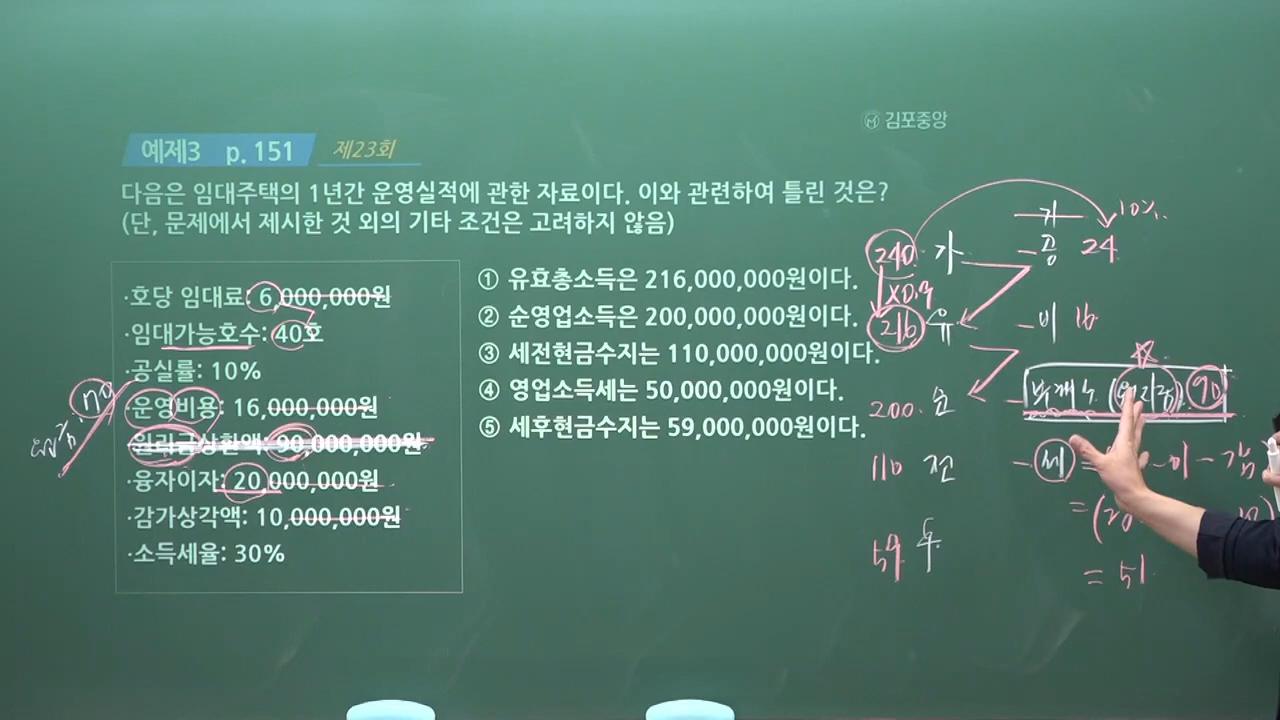 김포중앙
예제3 p. 151 제23회
다음은 임대주택의 1년간 운영실적에 관한 자료이다. 이와 관련하여 틀린 것은?
(단, 문제에서 제시한 것 외의 기타 조건은 고려하지 않음)
·호당 임대료: 6,000,000원
·임대가능호수: 40호
·공실률: 10%
·운영비용: 16,000,000원
·원리금상환액: 90,000,000원
·융자이자: 20,000,000원
·감가상각액: 10,000,000원
·소득세율: 30%
no
① 유효총소득은 216,000,000원이다.
② 순영업소득은 200,000,000원이다.
③ 세전현금수지는 110,000,000원이다.
④ 영업소득세는 50,000,000원이다.
⑤ 세후현금수지는 59,000,000원이다.
10%
240 가 - 공 24
X0.9
216 유 - 비 16
200. 순 - 90
110 전 - 세 = - 이 - 감
59 후
= 51